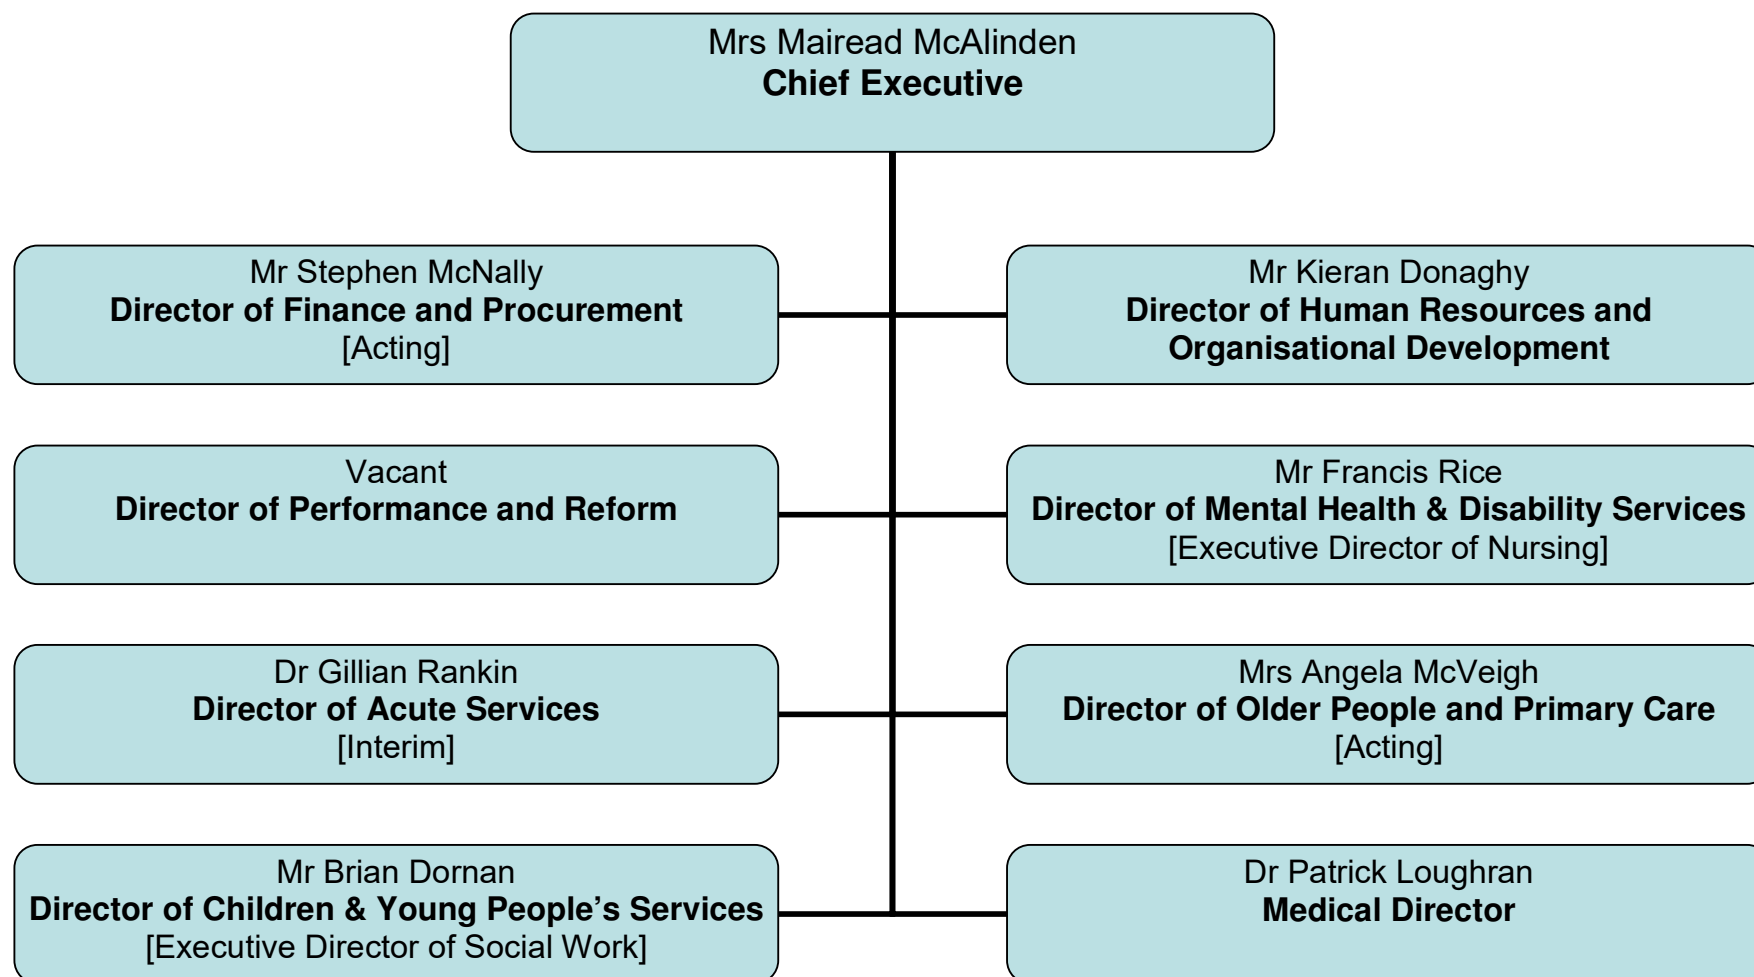 Mrs Mairead McAlinden
Chief Executive
Mr Stephen McNally
Director of Finance and Procurement
[Acting]
Mr Kieran Donaghy
Director of Human Resources and
Organisational Development
Vacant
Director of Performance and Reform
Mr Francis Rice
Director of Mental Health & Disability Services
[Executive Director of Nursing]
Dr Gillian Rankin
Director of Acute Services
[Interim]
Mrs Angela McVeigh
Director of Older People and Primary Care
[Acting]
Mr Brian Dornan
Director of Children & Young People’s Services
[Executive Director of Social Work]
Dr Patrick Loughran
Medical Director